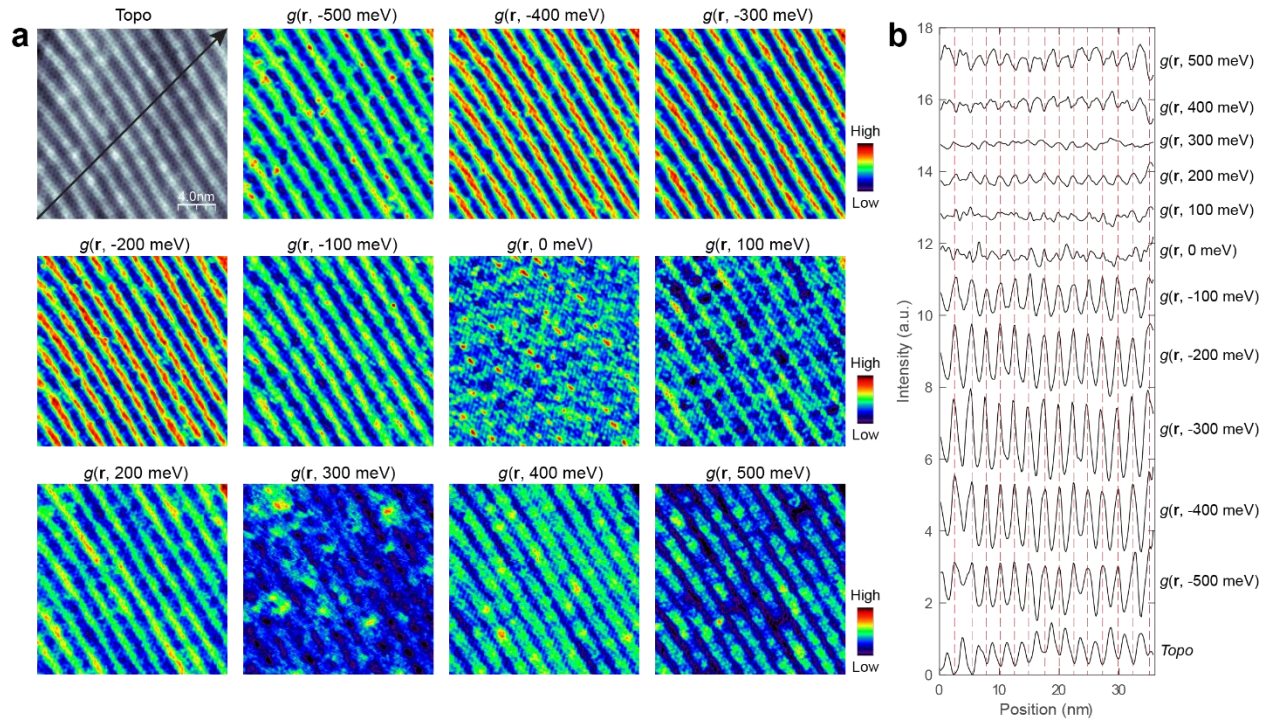 a
Topo
g(r, -500 meV)
g(r, -400 meV)
g(r, -300 meV)
4.0nm
High
Low
g(r, -200 meV)
g(r, -100 meV)
g(r, 0 meV)
g(r, 100 meV)
High
Low
g(r, 200 meV)
g(r, 300 meV)
g(r, 400 meV)
g(r, 500 meV)
High
Low
b
18
16
14
12
10
8
6
4
2
0
Intensity (a.u.)
0
10
20
30
Position (nm)
g(r, 500 meV)
g(r, 400 meV)
g(r, 300 meV)
g(r, 200 meV)
g(r, 100 meV)
g(r, 0 meV)
g(r, -100 meV)
g(r, -200 meV)
g(r, -300 meV)
g(r, -400 meV)
g(r, -500 meV)
Topo